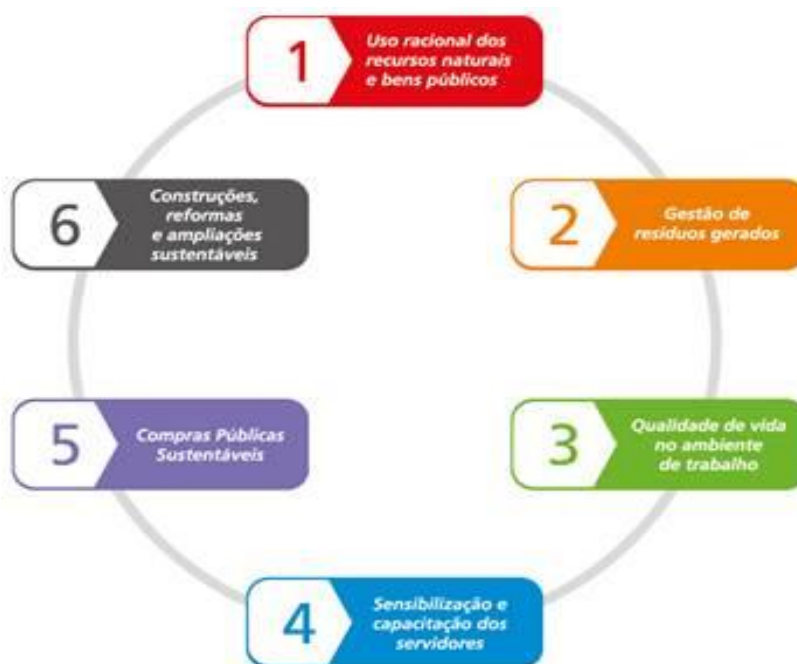 1
Uso racional dos
recursos naturais
e bens públicos
2
Gestão de
resíduos gerados
3
Qualidade de vida
no ambiente
de trabalho
4
Sensibilização e
capacitação dos
servidores
5
Compras Públicas
Sustentáveis
6
Construções,
reformas
e ampliações
sustentáveis